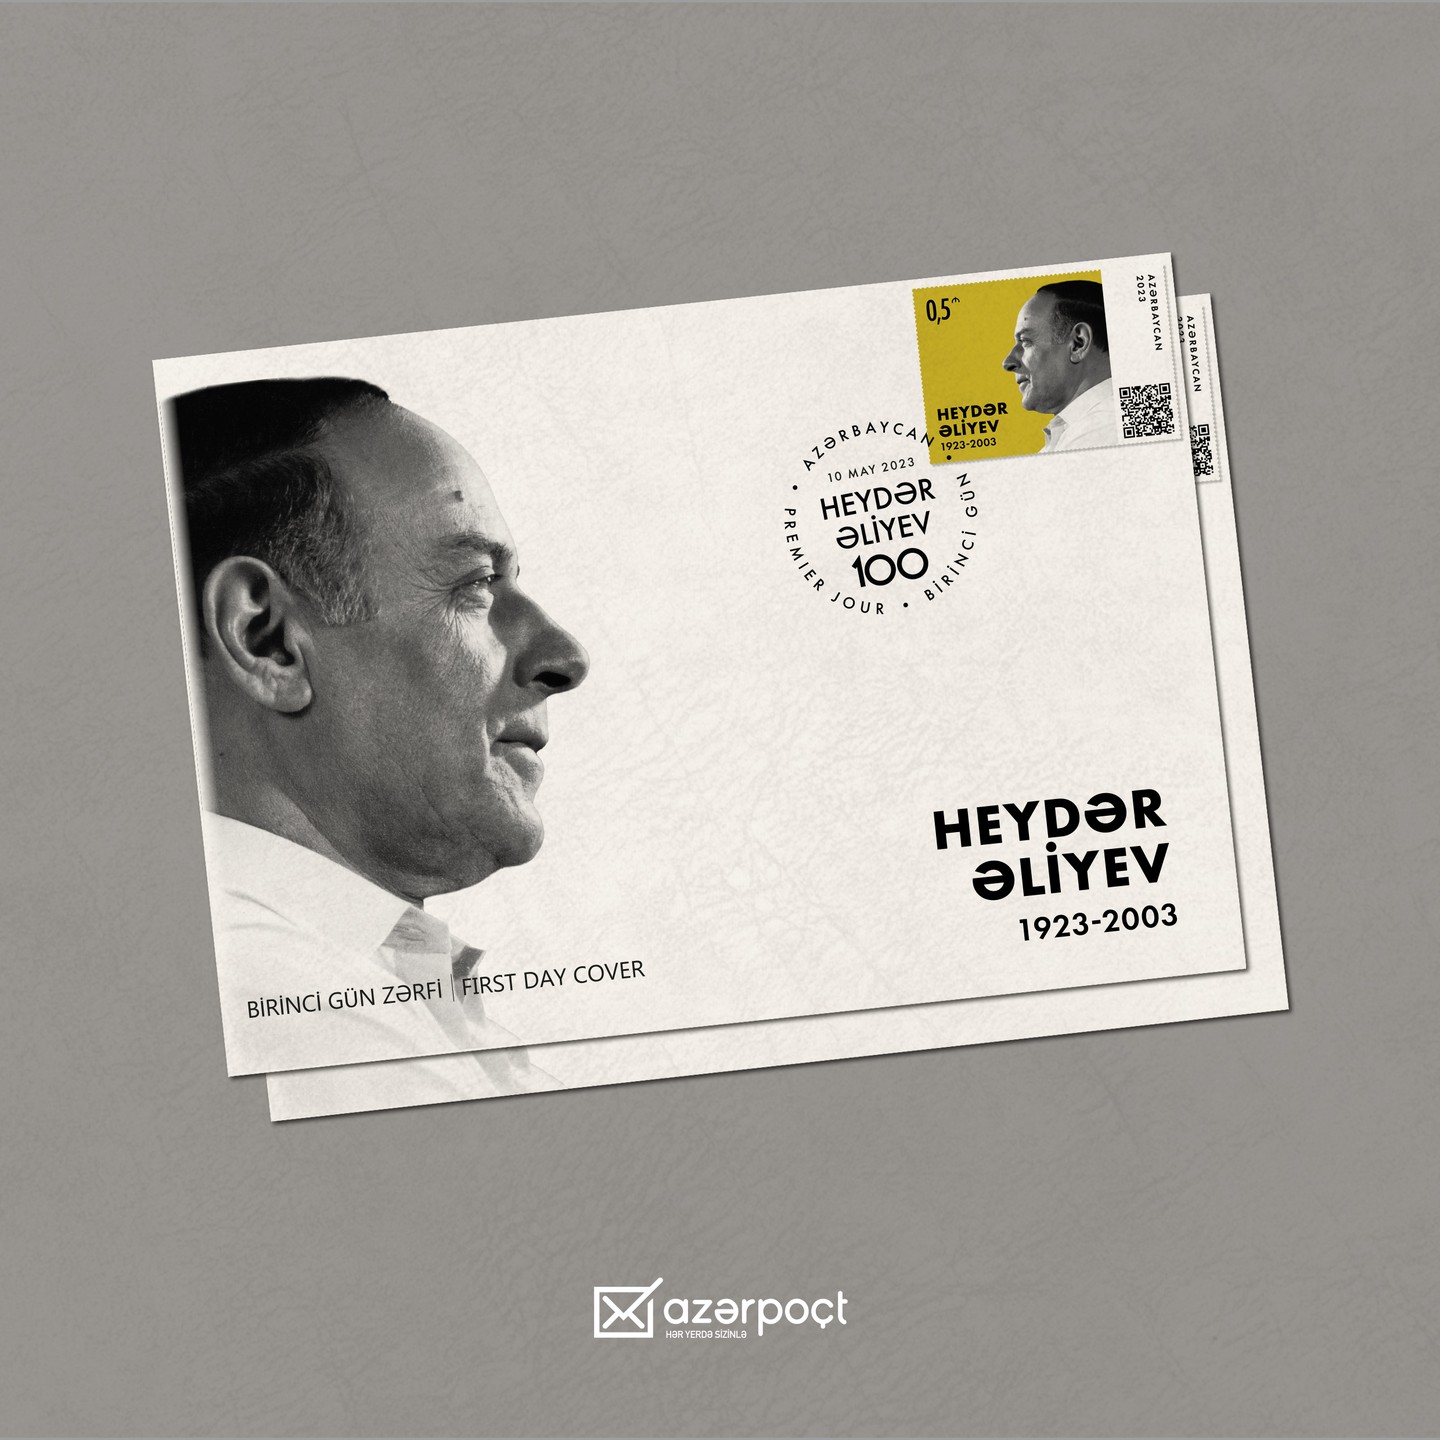 0,5₼
HEYDƏR
ƏLİYEV
1923-2003
AZƏRBAYCAN
2023
AZƏRBAYCAN
2023
• AZƏRBAYCAN • BİRİNCİ GÜN • PREMIER JOUR
10 MAY 2023
HEYDƏR
ƏLİYEV
100
HEYDƏR
ƏLİYEV
1923-2003
BİRİNCİ GÜN ZƏRFİ | FIRST DAY COVER
azərpoçt
HƏR YERDƏ SİZİNLƏ